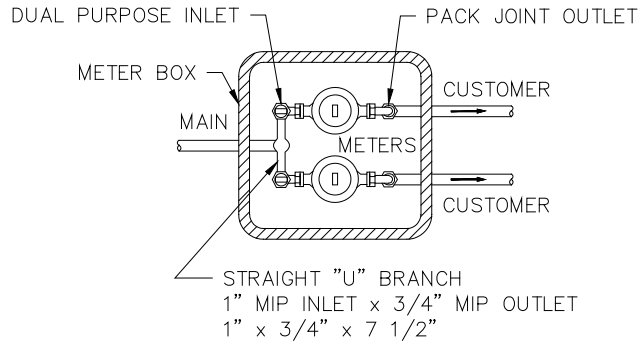 DUAL PURPOSE INLET
PACK JOINT OUTLET
METER BOX
CUSTOMER
MAIN
METERS
CUSTOMER
STRAIGHT "U" BRANCH
1" MIP INLET x 3/4" MIP OUTLET
1" x 3/4" x 7 1/2"